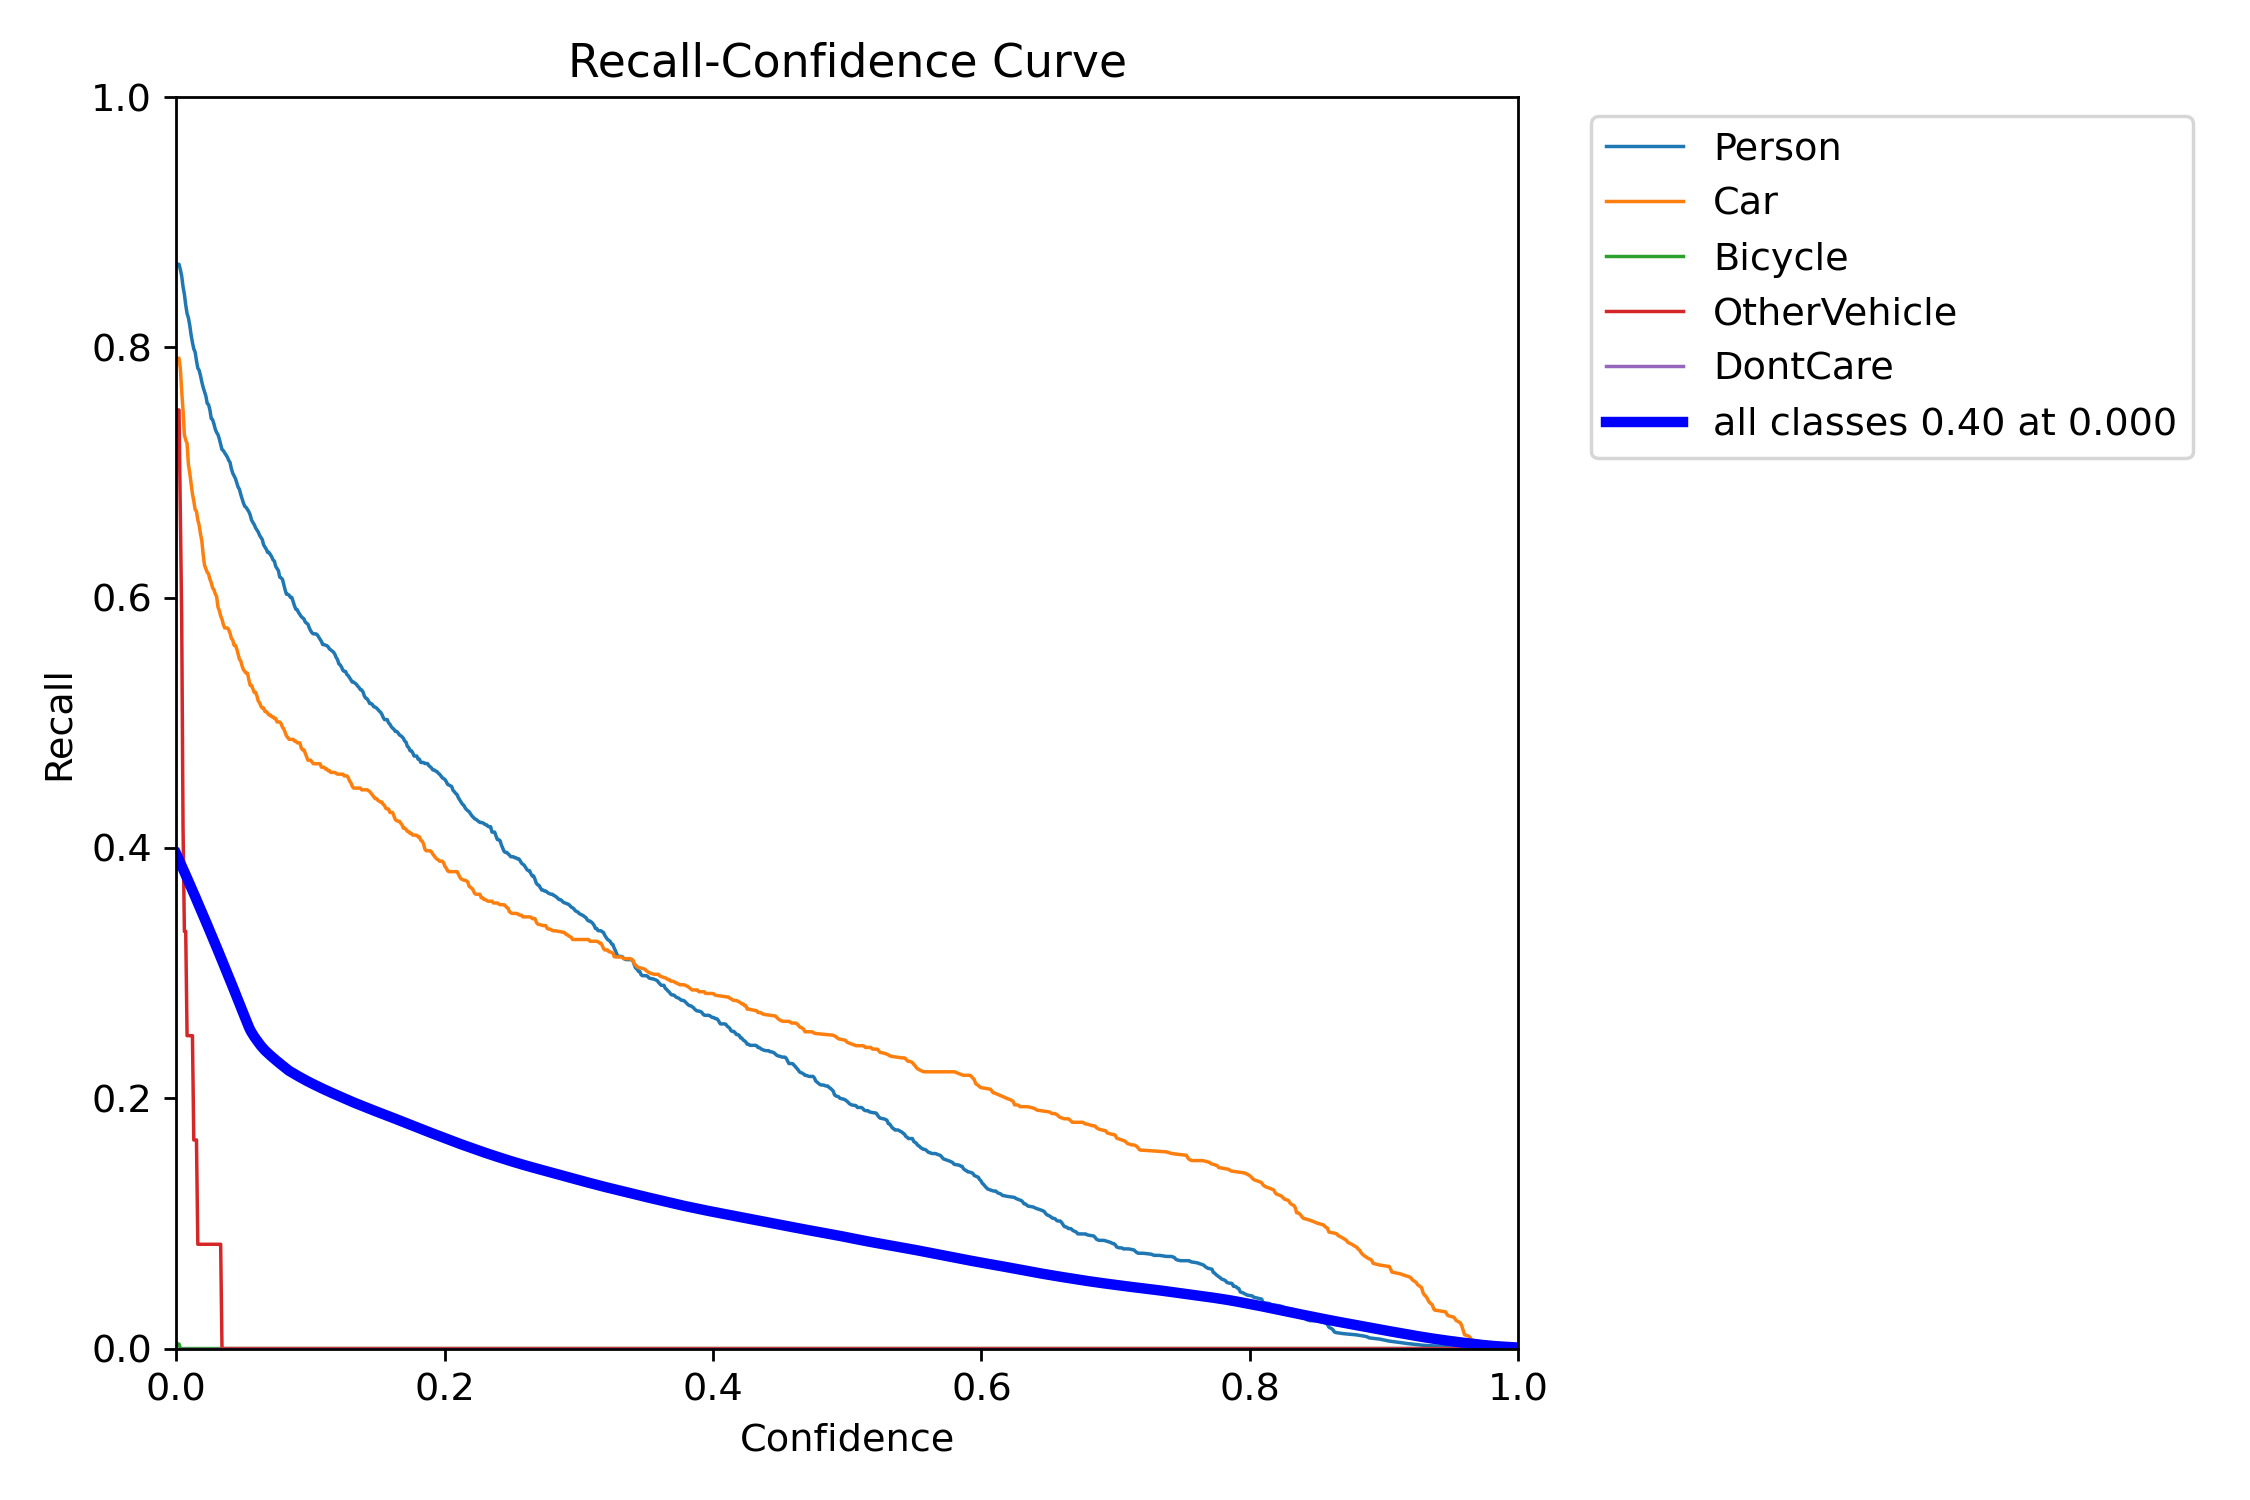 Recall-Confidence Curve
1.0
0.8
0.6
0.4
0.2
0.0
Recall
0.0 0.2 0.4 0.6 0.8 1.0
Confidence
Person
Car
Bicycle
OtherVehicle
DontCare
all classes 0.40 at 0.000